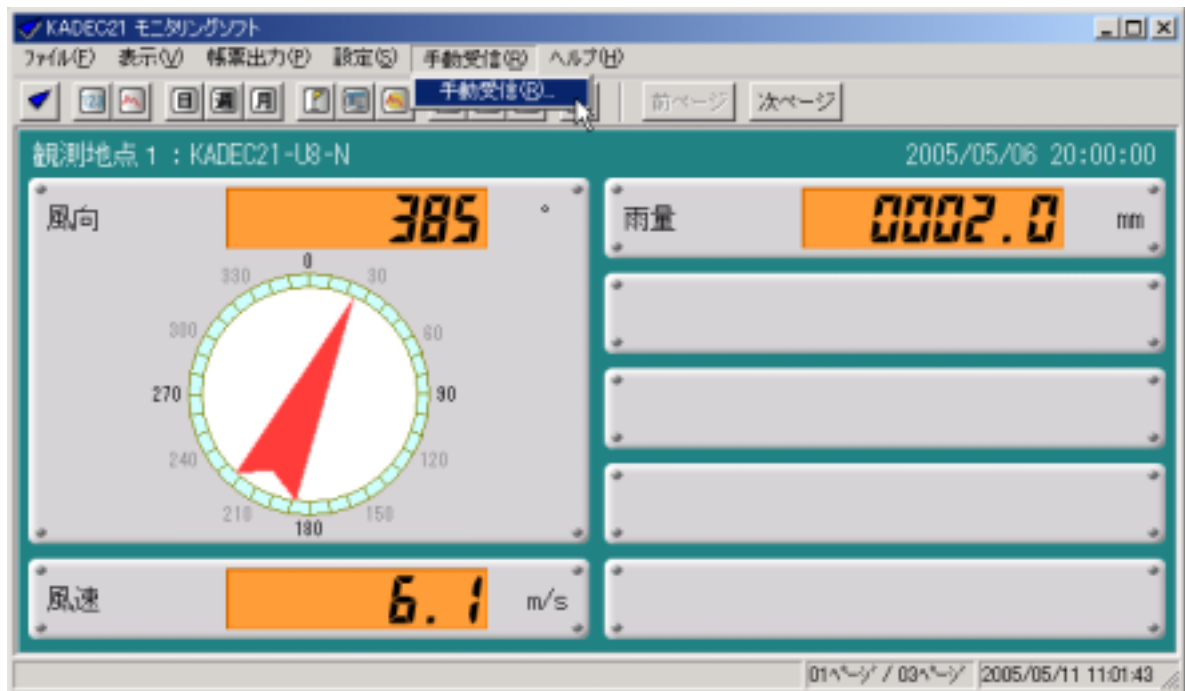 KADEC21 モニタリングソフト
ファイル(F) 表示(V) 帳票出力(P) 設定(S) 手動受信(R) ヘルプ(H)
手動受信(R)...
日 週 月 前ページ 次ページ
観測地点 1 : KADEC21-U8-N 2005/05/06 20:00:00
風向 385 °
雨量 0002.0 mm
0
330 30
300 60
270 90
240 120
210 150
180
風速 6.1 m/s
01ページ / 03ページ 2005/05/11 11:01:43